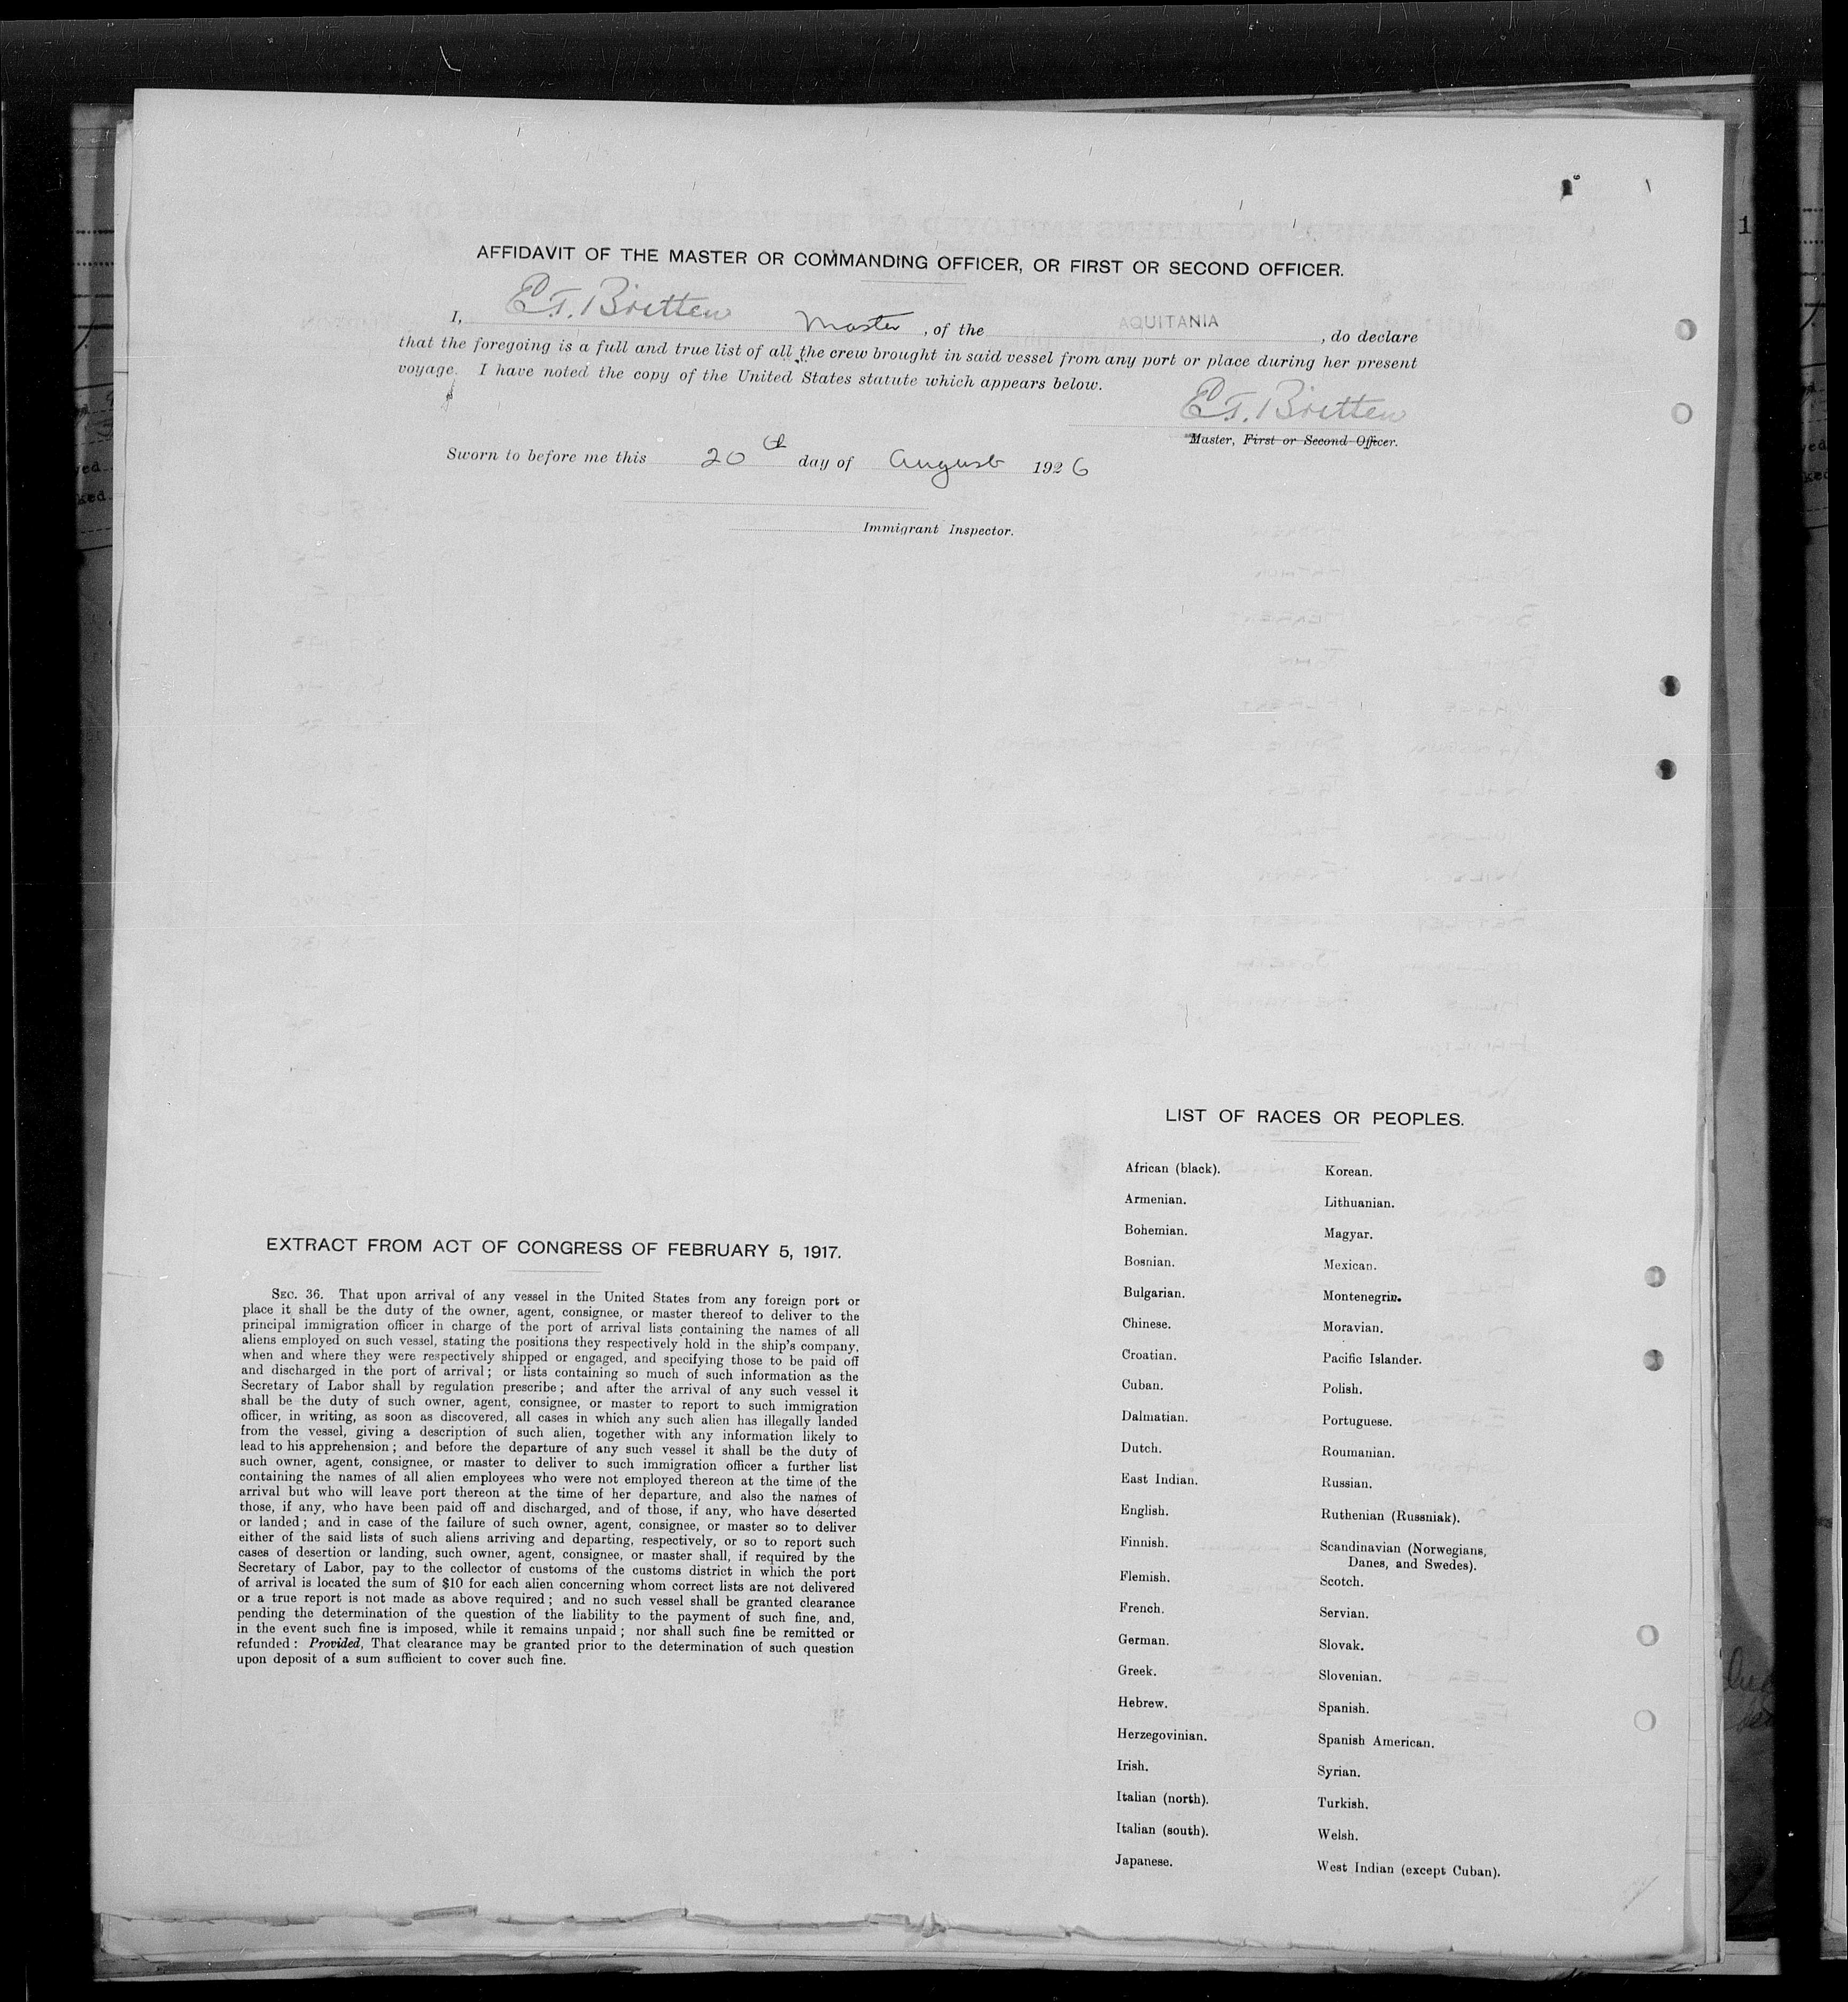 AFFIDAVIT OF THE MASTER OR COMMANDING OFFICER, OR FIRST OR SECOND OFFICER.
I, E.T. Britten Master , of the AQUITANIA , do declare
that the foregoing is a full and true list of all the crew brought in said vessel from any port or place during her present
voyage. I have noted the copy of the United States statute which appears below.
E.T. Britten
Master, First or Second Officer.
Sworn to before me this 20th day of August 1926
Immigrant Inspector.
LIST OF RACES OR PEOPLES.
African (black).
Armenian.
Bohemian.
Bosnian.
Bulgarian.
Chinese.
Croatian.
Cuban.
Dalmatian.
Dutch.
East Indian.
English.
Finnish.
Flemish.
French.
German.
Greek.
Hebrew.
Herzegovinian.
Irish.
Italian (north).
Italian (south).
Japanese.
Korean.
Lithuanian.
Magyar.
Mexican.
Montenegrin.
Moravian.
Pacific Islander.
Polish.
Portuguese.
Roumanian.
Russian.
Ruthenian (Russniak).
Scandinavian (Norwegians,
Danes, and Swedes).
Scotch.
Servian.
Slovak.
Slovenian.
Spanish.
Spanish American.
Syrian.
Turkish.
Welsh.
West Indian (except Cuban).
EXTRACT FROM ACT OF CONGRESS OF FEBRUARY 5, 1917.
SEC. 36. That upon arrival of any vessel in the United States from any foreign port or
place it shall be the duty of the owner, agent, consignee, or master thereof to deliver to the
principal immigration officer in charge of the port of arrival lists containing the names of all
aliens employed on such vessel, stating the positions they respectively hold in the ship's company,
when and where they were respectively shipped or engaged, and specifying those to be paid off
and discharged in the port of arrival; or lists containing so much of such information as the
Secretary of Labor shall by regulation prescribe; and after the arrival of any such vessel it
shall be the duty of such owner, agent, consignee, or master to report to such immigration
officer, in writing, as soon as discovered, all cases in which any such alien has illegally landed
from the vessel, giving a description of such alien, together with any information likely to
lead to his apprehension; and before the departure of any such vessel it shall be the duty of
such owner, agent, consignee, or master to deliver to such immigration officer a further list
containing the names of all alien employees who were not employed thereon at the time of the
arrival but who will leave port thereon at the time of her departure, and also the names of
those, if any, who have been paid off and discharged, and of those, if any, who have deserted
or landed; and in case of the failure of such owner, agent, consignee, or master so to deliver
either of the said lists of such aliens arriving and departing, respectively, or so to report such
cases of desertion or landing, such owner, agent, consignee, or master shall, if required by the
Secretary of Labor, pay to the collector of customs of the customs district in which the port
of arrival is located the sum of $10 for each alien concerning whom correct lists are not delivered
or a true report is not made as above required; and no such vessel shall be granted clearance
pending the determination of the question of the liability to the payment of such fine, and,
in the event such fine is imposed, while it remains unpaid; nor shall such fine be remitted or
refunded: Provided, That clearance may be granted prior to the determination of such question
upon deposit of a sum sufficient to cover such fine.